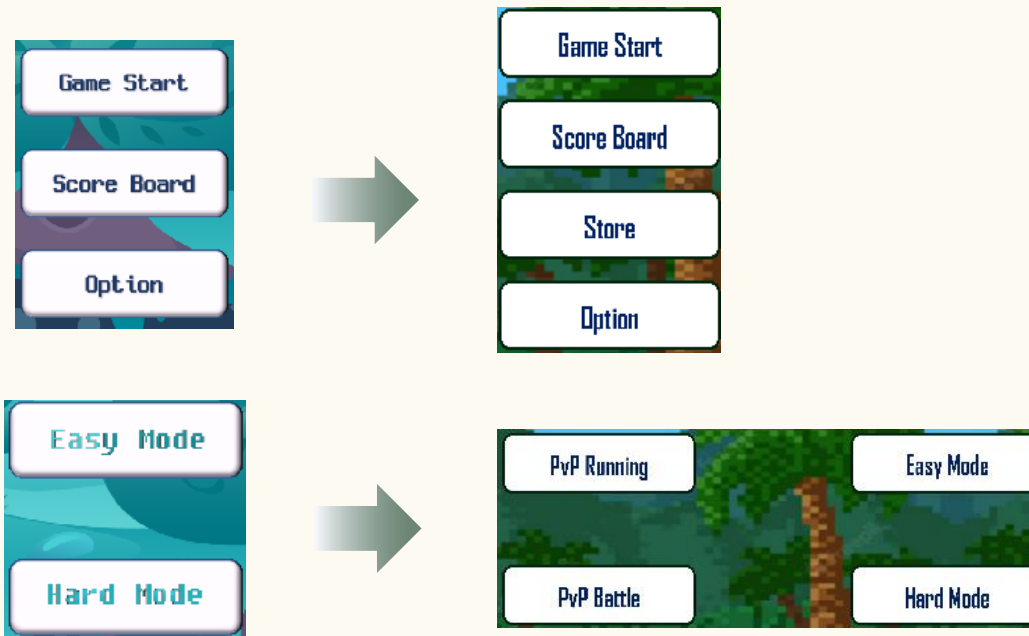 Game Start
Score Board
Option
Game Start
Score Board
Store
Option
Easy Mode
Hard Mode
PvP Running
Easy Mode
PvP Battle
Hard Mode